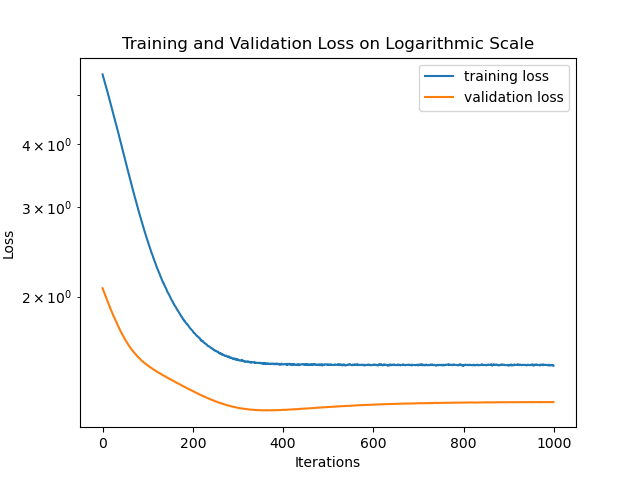 Training and Validation Loss on Logarithmic Scale
training loss
validation loss
4 × 10⁰
3 × 10⁰
2 × 10⁰
Loss
0 200 400 600 800 1000
Iterations